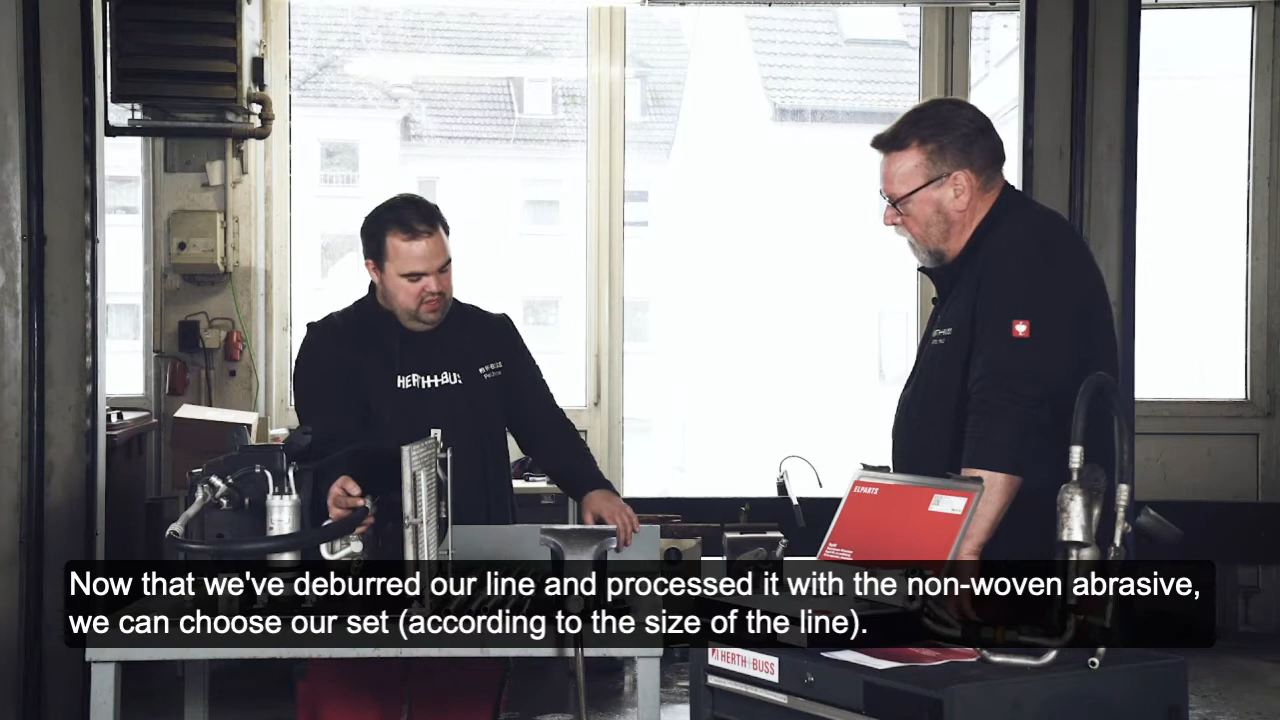 HERTH+BUSS
ELPARTS
Now that we've deburred our line and processed it with the non-woven abrasive,
we can choose our set (according to the size of the line).
HERTH+BUSS